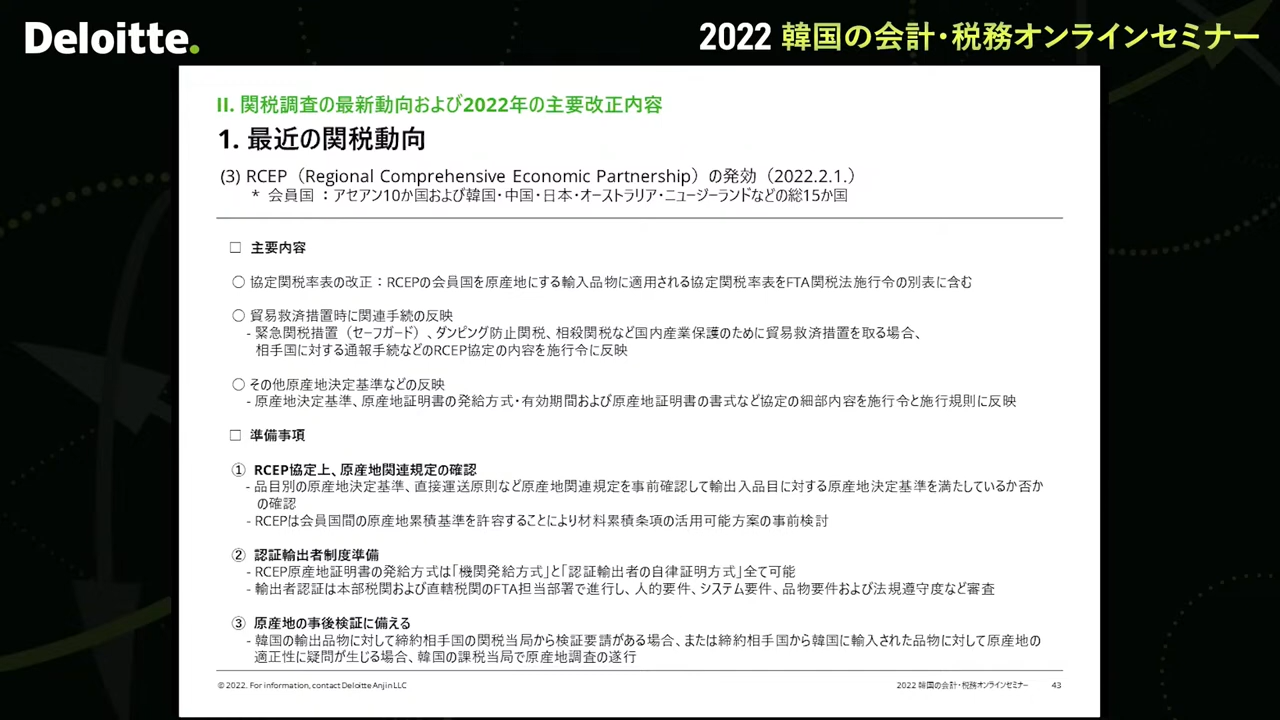 Deloitte.
2022 韓国の会計・税務オンラインセミナー
II. 関税調査の最新動向および2022年の主要改正内容
1. 最近の関税動向
(3) RCEP（Regional Comprehensive Economic Partnership）の発効（2022.2.1.）
* 会員国 ：アセアン10か国および韓国・中国・日本・オーストラリア・ニュージーランドなどの総15か国
□ 主要内容
○ 協定関税率表の改正：RCEPの会員国を原産地にする輸入品物に適用される協定関税率表をFTA関税法施行令の別表に含む
○ 貿易救済措置時に関連手続の反映
- 緊急関税措置（セーフガード）、ダンピング防止関税、相殺関税など国内産業保護のために貿易救済措置を取る場合、
相手国に対する通報手続などのRCEP協定の内容を施行令に反映
○ その他原産地決定基準などの反映
- 原産地決定基準、原産地証明書の発給方式・有効期間および原産地証明書の書式など協定の細部内容を施行令と施行規則に反映
□ 準備事項
① RCEP協定上、原産地関連規定の確認
- 品目別の原産地決定基準、直接運送原則など原産地関連規定を事前確認して輸出入品目に対する原産地決定基準を満たしているか否か
の確認
- RCEPは会員国間の原産地累積基準を許容することにより材料累積条項の活用可能方案の事前検討
② 認証輸出者制度準備
- RCEP原産地証明書の発給方式は「機関発給方式」と「認証輸出者の自律証明方式」全て可能
- 輸出者認証は本部税関および直轄税関のFTA担当部署で進行し、人的要件、システム要件、品物要件および法規遵守度など審査
③ 原産地の事後検証に備える
- 韓国の輸出品物に対して締約相手国の関税当局から検証要請がある場合、または締約相手国から韓国に輸入された品物に対して原産地の
適正性に疑問が生じる場合、韓国の課税当局で原産地調査の遂行
© 2022. For information, contact Deloitte Anjin LLC
2022 韓国の会計・税務オンラインセミナー 43